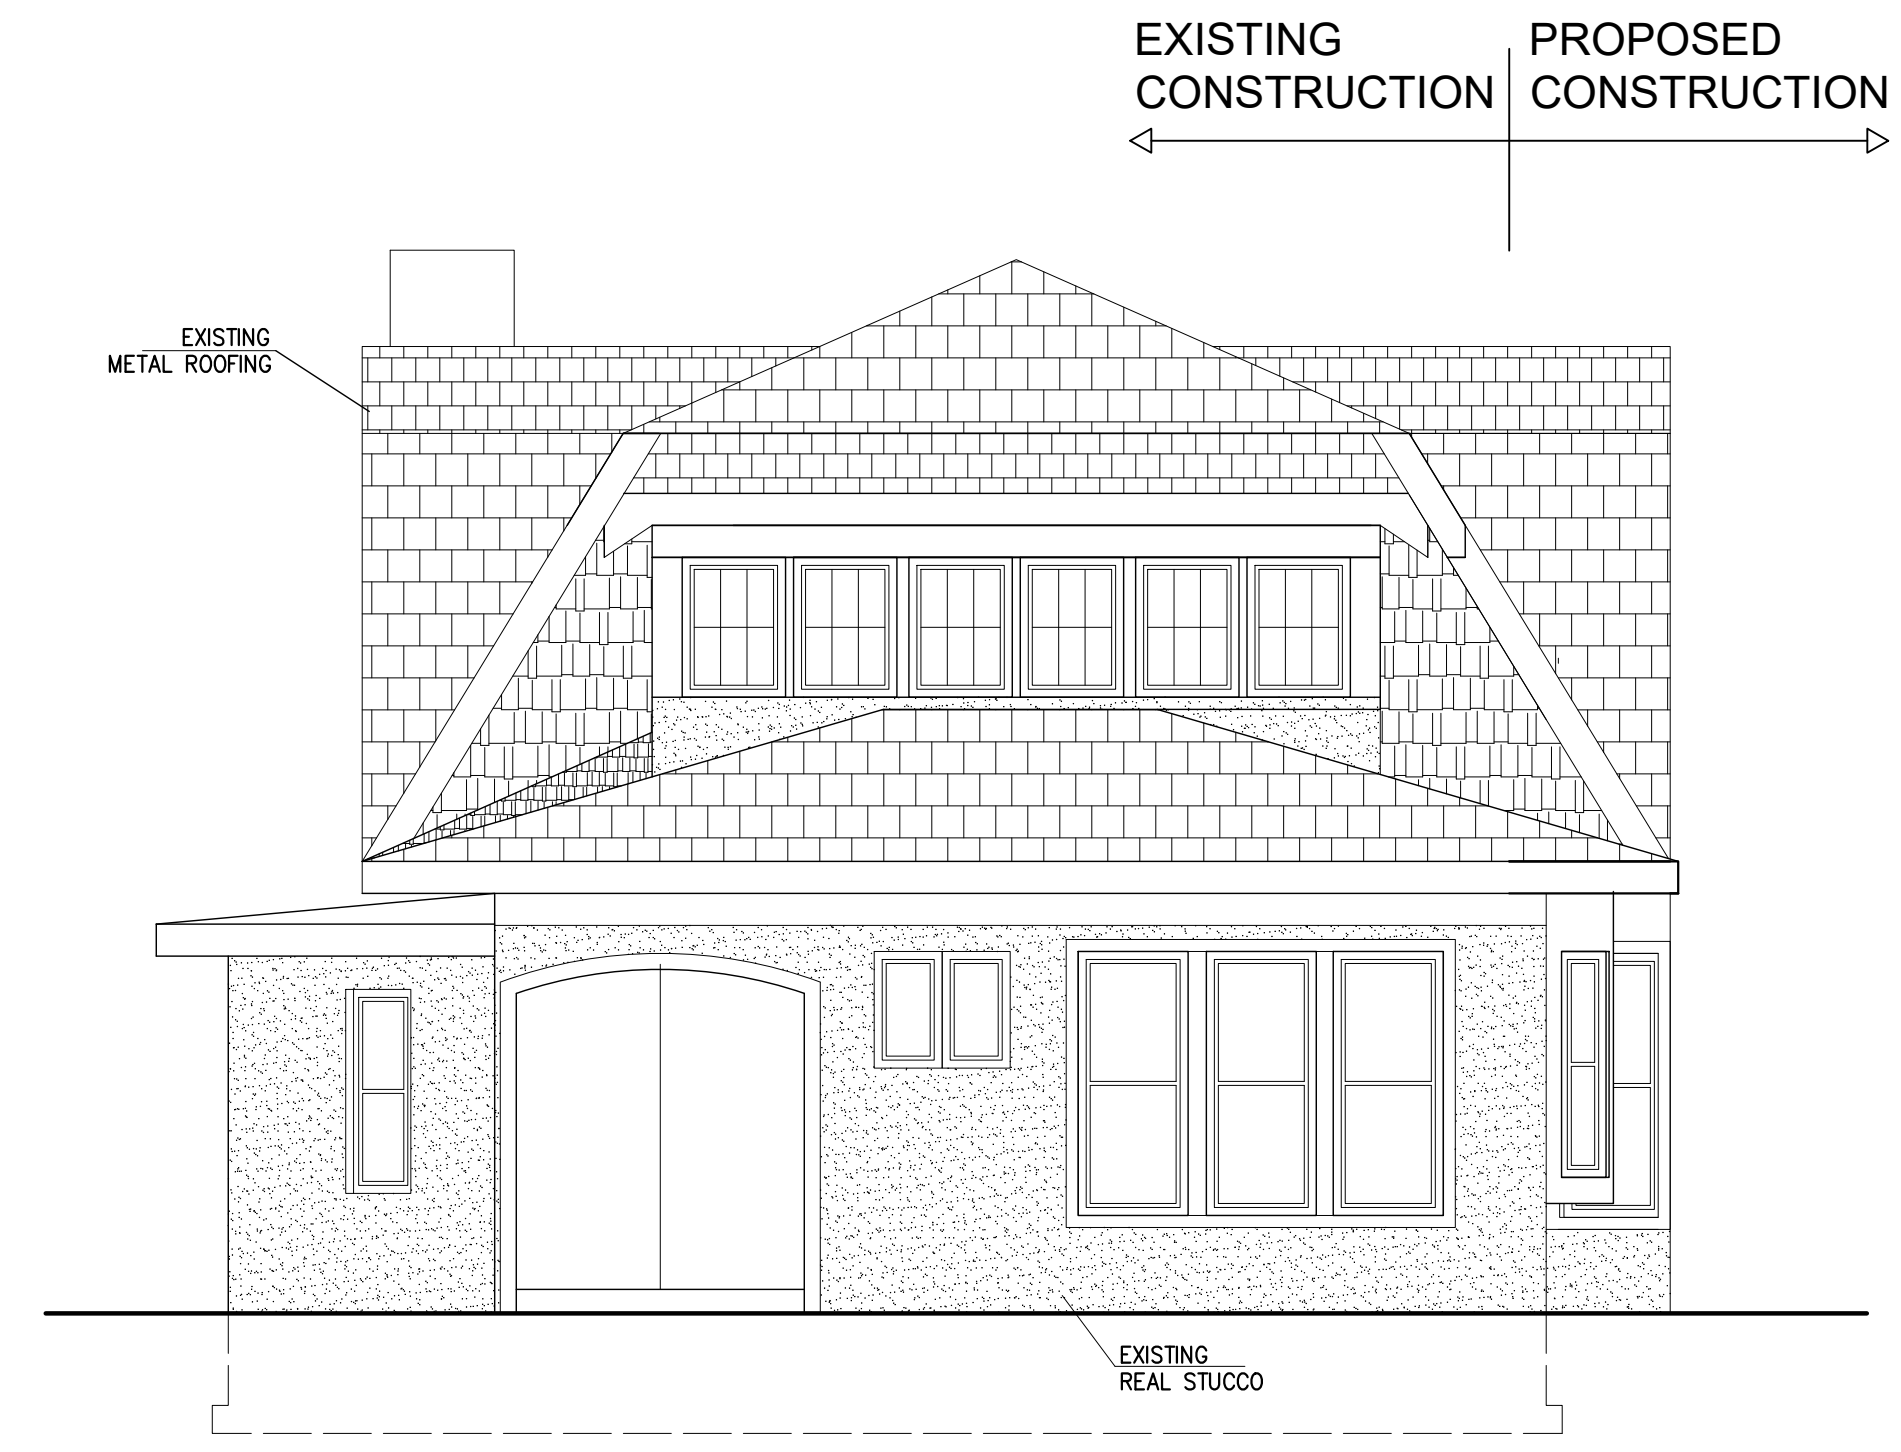 EXISTING
CONSTRUCTION
PROPOSED
CONSTRUCTION
EXISTING
METAL ROOFING
EXISTING
REAL STUCCO